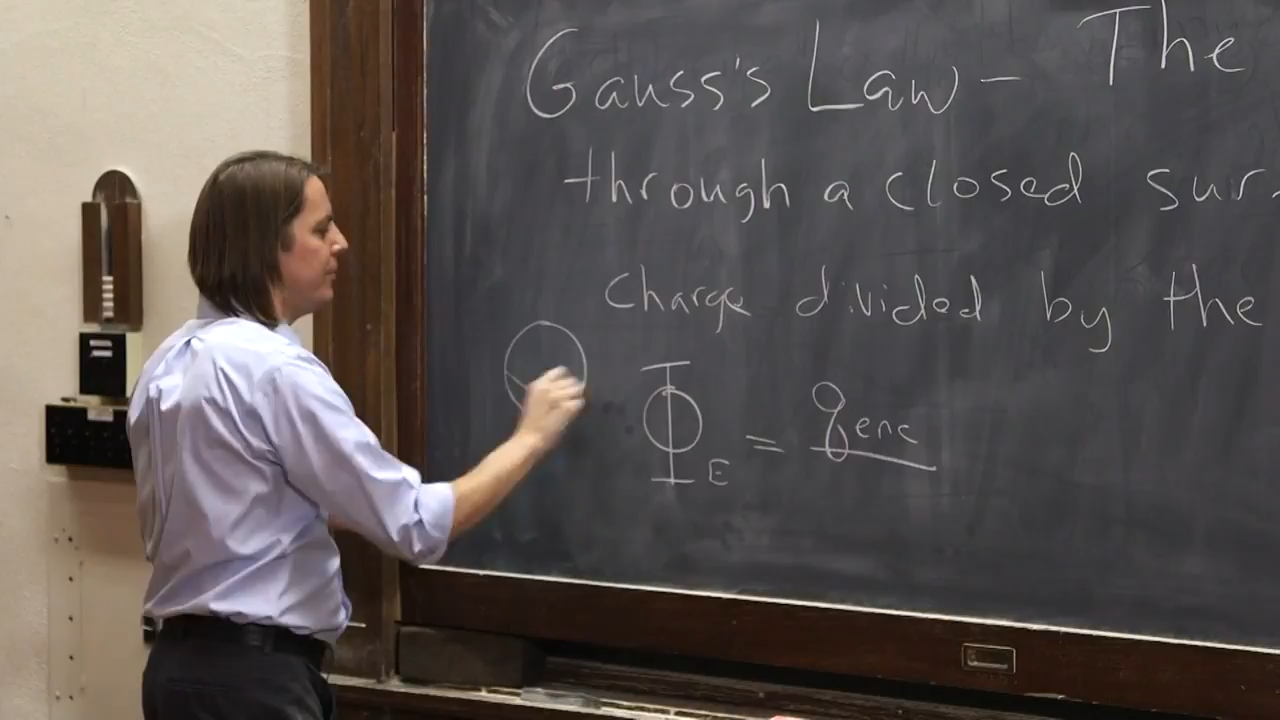 Gauss's Law - The
through a closed sur
charge divided by the
Φ_E = q_enc